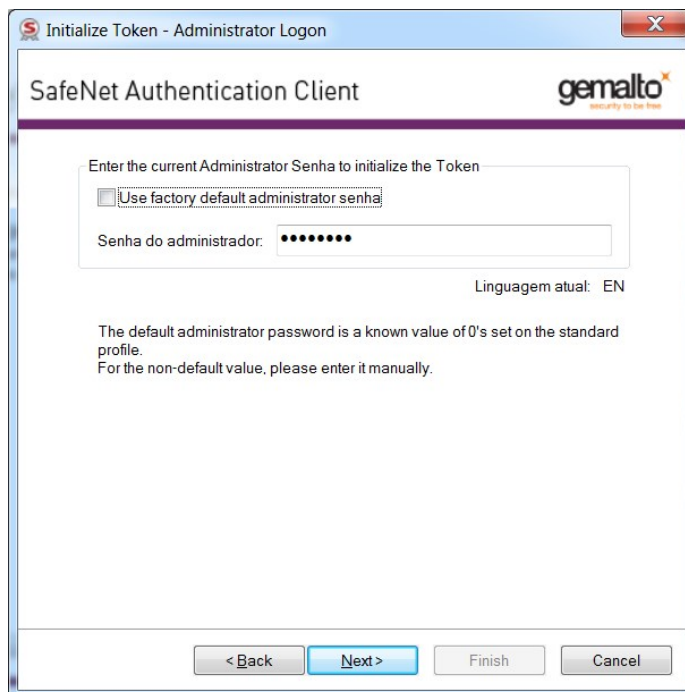 Initialize Token - Administrator Logon
SafeNet Authentication Client
gemalto
security to be free
Enter the current Administrator Senha to initialize the Token
Use factory default administrator senha
Senha do administrador: ••••••••
Linguagem atual: EN
The default administrator password is a known value of 0's set on the standard
profile.
For the non-default value, please enter it manually.
< Back Next > Finish Cancel